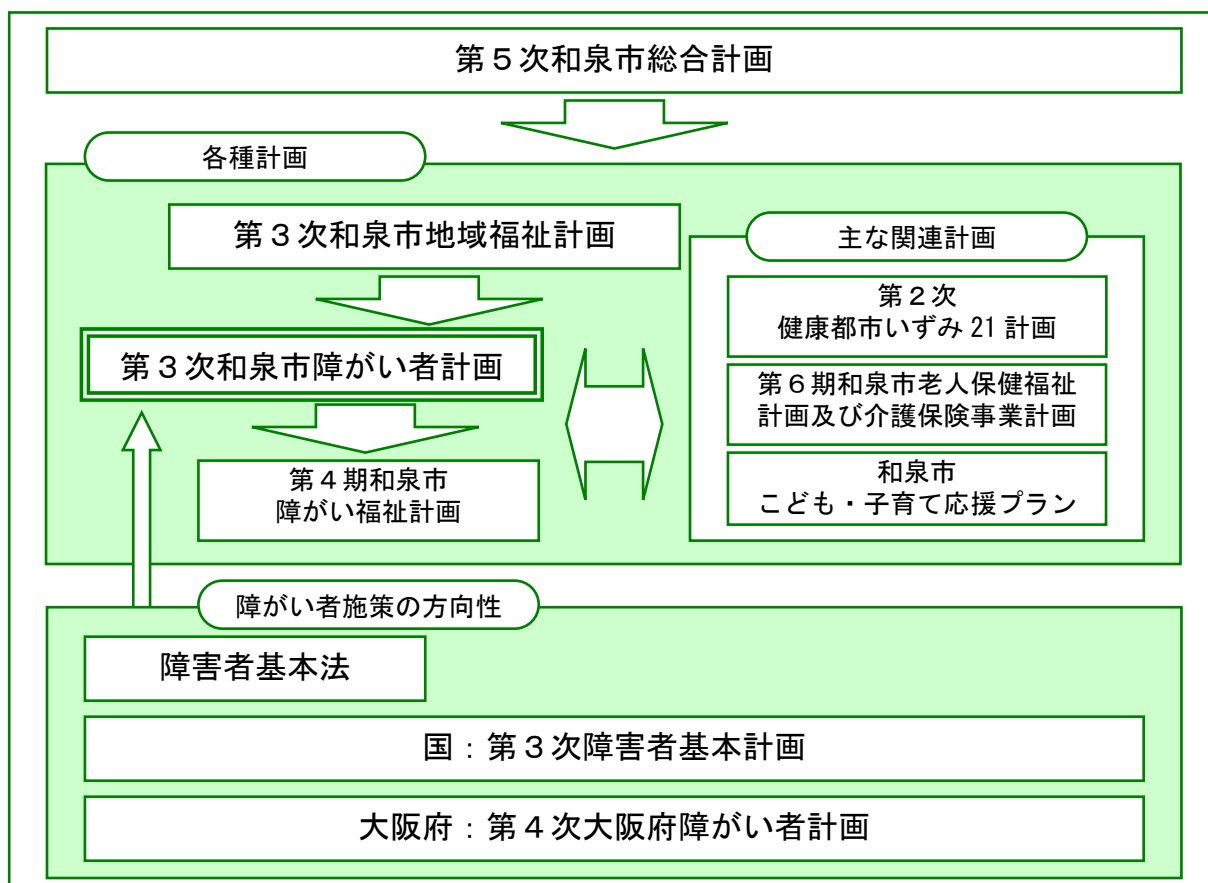 第５次和泉市総合計画
各種計画
第３次和泉市地域福祉計画
主な関連計画
第２次
健康都市いずみ 21 計画
第３次和泉市障がい者計画
第６期和泉市老人保健福祉
計画及び介護保険事業計画
第４期和泉市
障がい福祉計画
和泉市
こども・子育て応援プラン
障がい者施策の方向性
障害者基本法
国：第３次障害者基本計画
大阪府：第４次大阪府障がい者計画